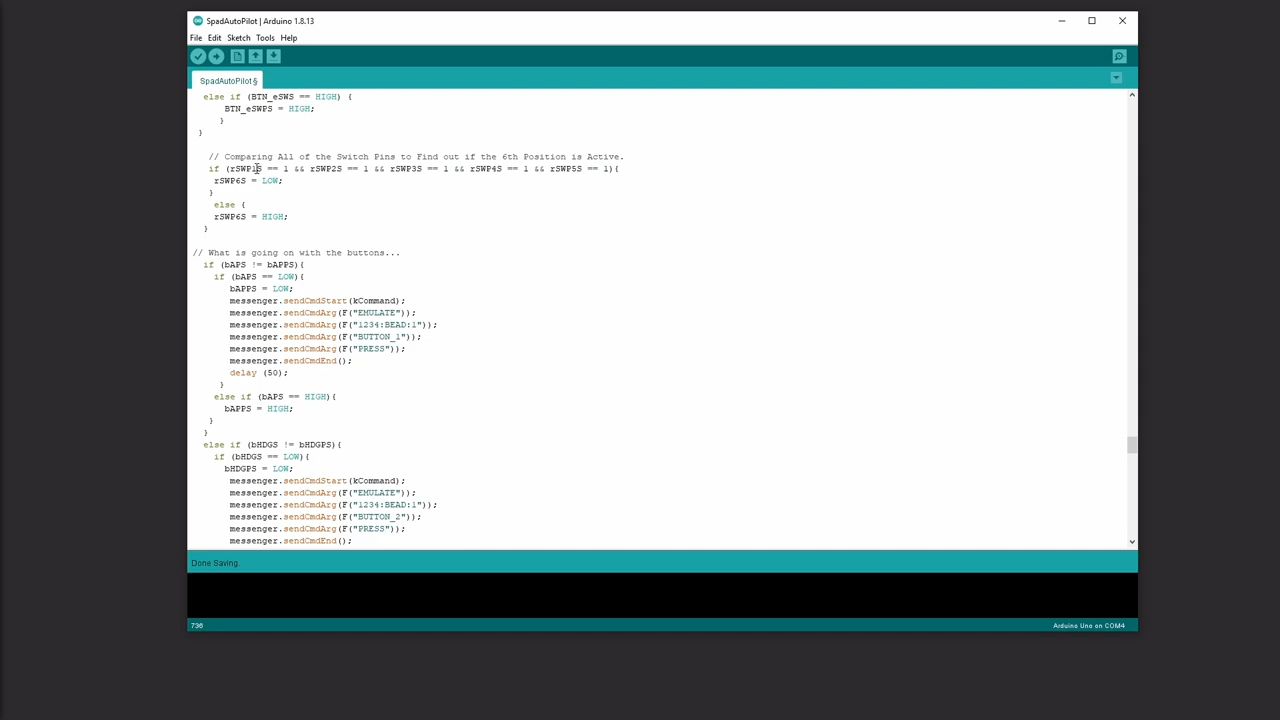 SpadAutoPilot | Arduino 1.8.13
File Edit Sketch Tools Help
SpadAutoPilot§
else if (BTN_eSWS == HIGH) {
BTN_eSWPS = HIGH;
}
}
// Comparing All of the Switch Pins to Find out if the 6th Position is Active.
if (rSWP1S == 1 && rSWP2S == 1 && rSWP3S == 1 && rSWP4S == 1 && rSWP5S == 1){
rSWP6S = LOW;
}
else {
rSWP6S = HIGH;
}
// What is going on with the buttons...
if (bAPS != bAPPS){
if (bAPS == LOW){
bAPPS = LOW;
messenger.sendCmdStart(kCommand);
messenger.sendCmdArg(F("EMULATE"));
messenger.sendCmdArg(F("1234:BEAD:1"));
messenger.sendCmdArg(F("BUTTON_1"));
messenger.sendCmdArg(F("PRESS"));
messenger.sendCmdEnd();
delay (50);
}
else if (bAPS == HIGH){
bAPPS = HIGH;
}
}
else if (bHDGS != bHDGPS){
if (bHDGS == LOW){
bHDGPS = LOW;
messenger.sendCmdStart(kCommand);
messenger.sendCmdArg(F("EMULATE"));
messenger.sendCmdArg(F("1234:BEAD:1"));
messenger.sendCmdArg(F("BUTTON_2"));
messenger.sendCmdArg(F("PRESS"));
messenger.sendCmdEnd();
Done Saving.
736 Arduino Uno on COM4